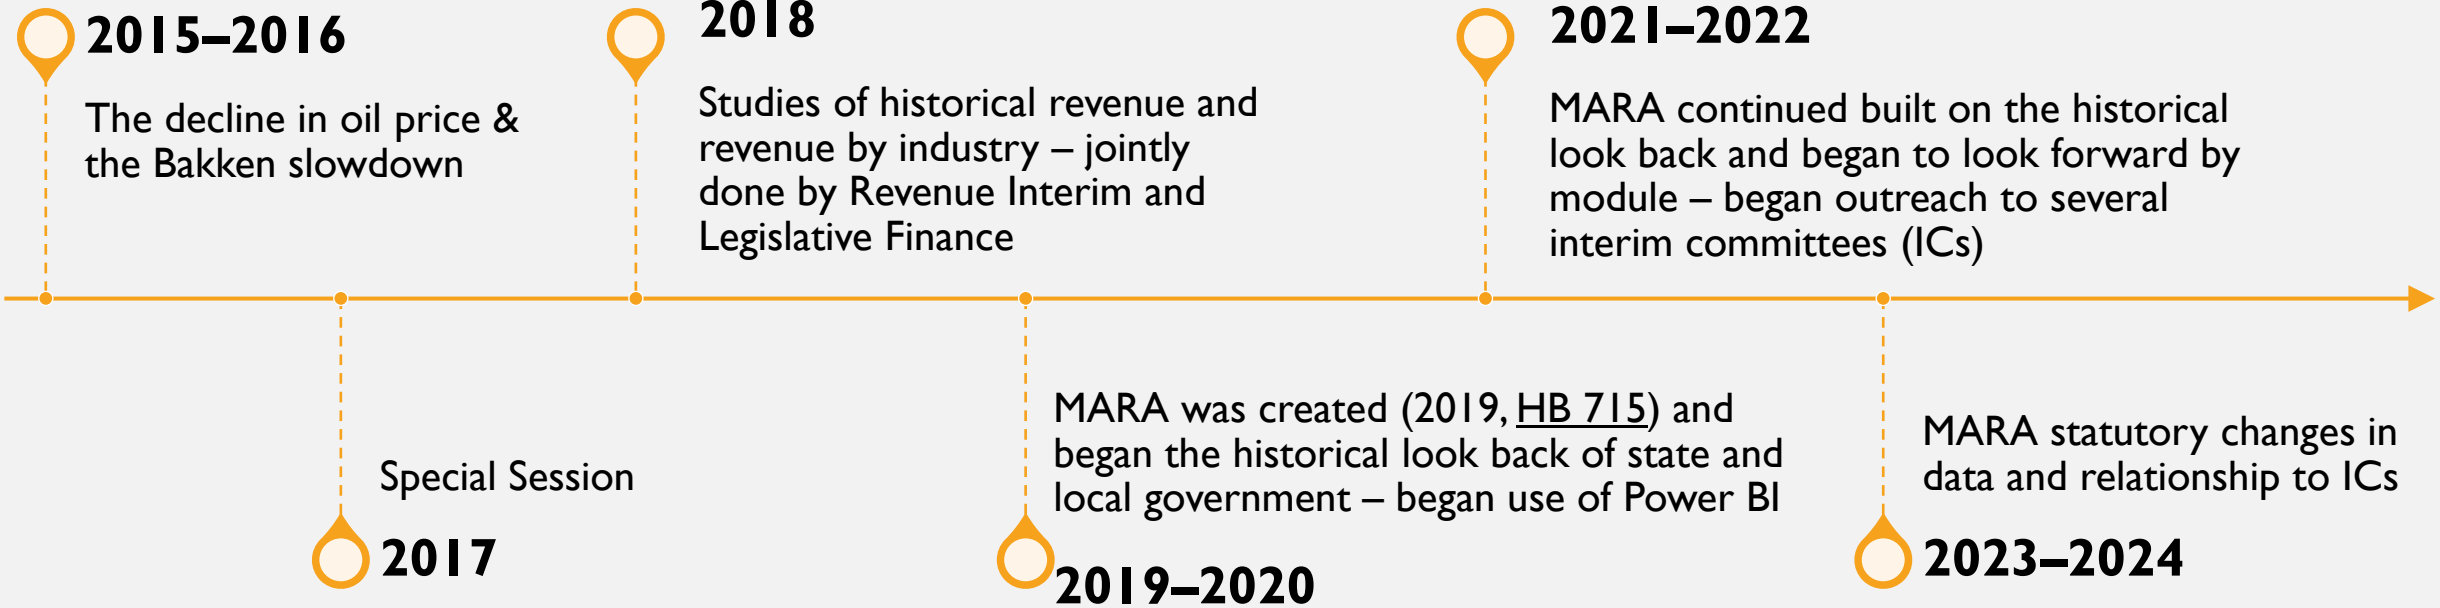 2015–2016
The decline in oil price &
the Bakken slowdown
Special Session
2017
2018
Studies of historical revenue and
revenue by industry – jointly
done by Revenue Interim and
Legislative Finance
MARA was created (2019, HB 715) and
began the historical look back of state and
local government – began use of Power BI
2019–2020
2021–2022
MARA continued built on the historical
look back and began to look forward by
module – began outreach to several
interim committees (ICs)
MARA statutory changes in
data and relationship to ICs
2023–2024